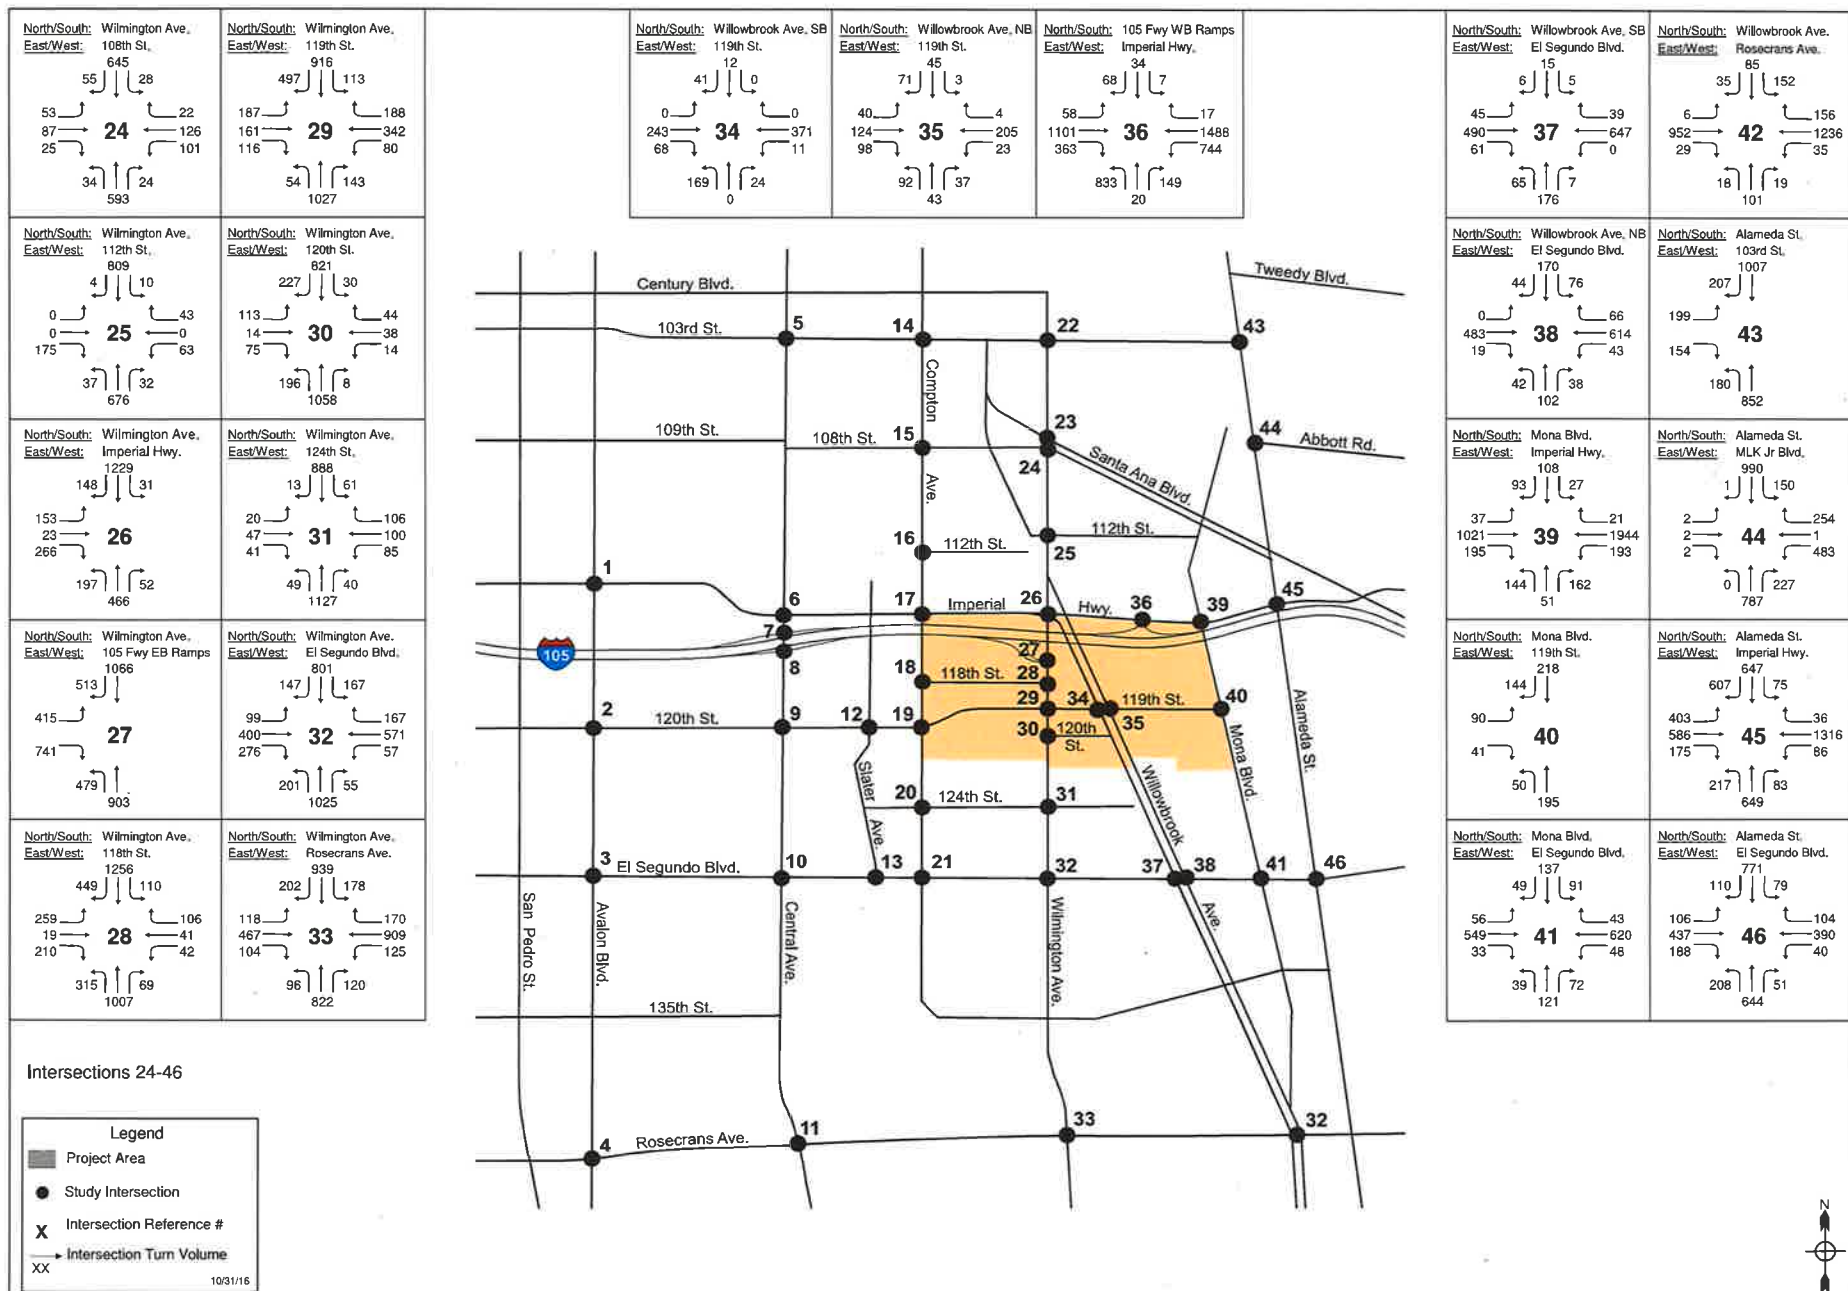 North/South: Wilmington Ave.
East/West: 108th St.
645
55 28
53 22
87 24 126
25 101
34 24
593
North/South: Wilmington Ave.
East/West: 119th St.
916
497 113
187 188
161 29 342
116 80
54 143
1027
North/South: Wilmington Ave.
East/West: 112th St.
809
4 10
0 43
0 25 0
175 63
37 32
676
North/South: Wilmington Ave.
East/West: 120th St.
821
227 30
113 44
14 30 38
75 14
196 8
1058
North/South: Wilmington Ave.
East/West: Imperial Hwy.
1229
148 31
153
23 26
266
197 52
466
North/South: Wilmington Ave.
East/West: 124th St.
888
13 61
20 106
47 31 100
41 85
49 40
1127
North/South: Wilmington Ave.
East/West: 105 Fwy EB Ramps
1066
513
415
27
741
479
903
North/South: Wilmington Ave.
East/West: El Segundo Blvd.
801
147 167
99 167
400 32 571
276 57
201 55
1025
North/South: Wilmington Ave.
East/West: 118th St.
1256
449 110
259 106
19 28 41
210 42
315 69
1007
North/South: Wilmington Ave.
East/West: Rosecrans Ave.
939
202 178
118 170
467 33 909
104 125
96 120
822
North/South: Willowbrook Ave. SB
East/West: 119th St.
12
41 0
0 0
243 34 371
68 11
169 24
0
North/South: Willowbrook Ave. NB
East/West: 119th St.
45
71 3
40 4
124 35 205
98 23
92 37
43
North/South: 105 Fwy WB Ramps
East/West: Imperial Hwy.
34
68 7
58 17
1101 36 1488
363 744
833 149
20
North/South: Willowbrook Ave. SB
East/West: El Segundo Blvd.
15
6 5
45 39
490 37 647
61 0
65 7
176
North/South: Willowbrook Ave.
East/West: Rosecrans Ave.
85
35 152
6 156
952 42 1236
29 35
18 19
101
North/South: Willowbrook Ave. NB
East/West: El Segundo Blvd.
170
44 76
0 66
483 38 614
19 43
42 38
102
North/South: Alameda St.
East/West: 103rd St.
1007
207
199
43
154
180
852
North/South: Mona Blvd.
East/West: Imperial Hwy.
108
93 27
37 21
1021 39 1944
195 193
144 162
51
North/South: Alameda St.
East/West: MLK Jr Blvd.
990
1 150
2 254
2 44 1
2 483
0 227
787
North/South: Mona Blvd.
East/West: 119th St.
218
144
90
40
41
50
195
North/South: Alameda St.
East/West: Imperial Hwy.
647
607 75
403 36
586 45 1316
175 86
217 83
649
North/South: Mona Blvd.
East/West: El Segundo Blvd.
137
49 91
56 43
549 41 620
33 48
39 72
121
North/South: Alameda St.
East/West: El Segundo Blvd.
771
110 79
106 104
437 46 390
188 40
208 51
644
Century Blvd.
Tweedy Blvd.
103rd St.
5 14 22 43
Compton
Ave.
109th St.
108th St.
15 23 24 44
Abbott Rd.
Santa Ana Blvd.
16
112th St.
25
112th St.
1
6 17
Imperial
26
Hwy.
36 39 45
7
105
8
27
18
118th St.
28
29
34
119th St.
40
35
2
120th St.
9 12 19
30
120th
St.
Slater
Ave.
Willowbrook
Ave.
Mona Blvd.
Alameda St.
20
124th St.
31
3
El Segundo Blvd.
10 13 21 32 37 38 41 46
San Pedro St.
Avalon Blvd.
Central Ave.
Wilmington Ave.
135th St.
4
Rosecrans Ave.
11 33 32
Intersections 24-46
Legend
Project Area
Study Intersection
X Intersection Reference #
Intersection Turn Volume
XX
10/31/16
N